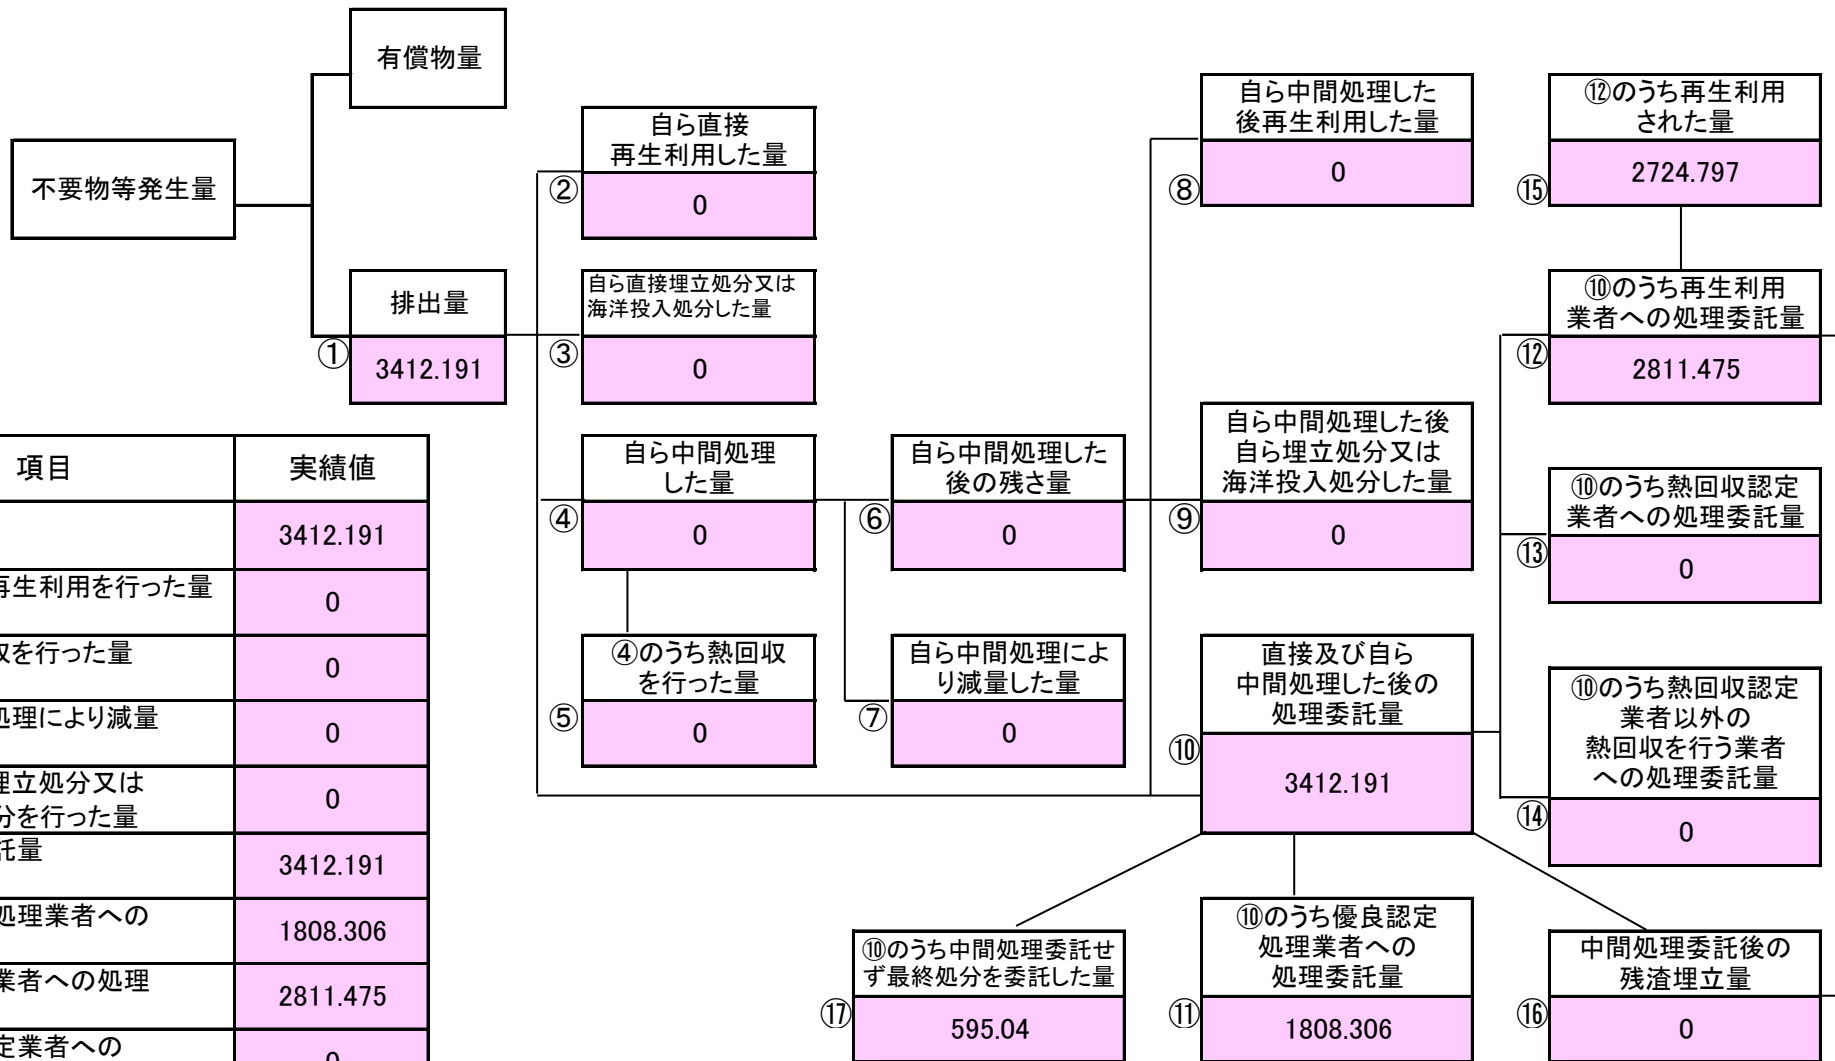 有償物量
不要物等発生量
排出量
①
3412.191
自ら直接
再生利用した量
②
0
自ら直接埋立処分又は
海洋投入処分した量
③
0
自ら中間処理
した量
④
0
④のうち熱回収
を行った量
⑤
0
自ら中間処理した
後の残さ量
⑥
0
自ら中間処理によ
り減量した量
⑦
0
自ら中間処理した
後再生利用した量
⑧
0
自ら中間処理した後
自ら埋立処分又は
海洋投入処分した量
⑨
0
直接及び自ら
中間処理した後の
処理委託量
⑩
3412.191
⑩のうち優良認定
処理業者への
処理委託量
⑪
1808.306
⑫のうち再生利用
された量
⑮
2724.797
⑩のうち再生利用
業者への処理委託量
⑫
2811.475
⑩のうち熱回収認定
業者への処理委託量
⑬
0
⑩のうち熱回収認定
業者以外の
熱回収を行う業者
への処理委託量
⑭
0
⑩のうち中間処理委託せ
ず最終処分を委託した量
⑰
595.04
中間処理委託後の
残渣埋立量
⑯
0
項目 実績値
3412.191
再生利用を行った量 0
を行った量 0
処理により減量 0
埋立処分又は
分を行った量 0
託量 3412.191
処理業者への 1808.306
業者への処理 2811.475
定業者への 0